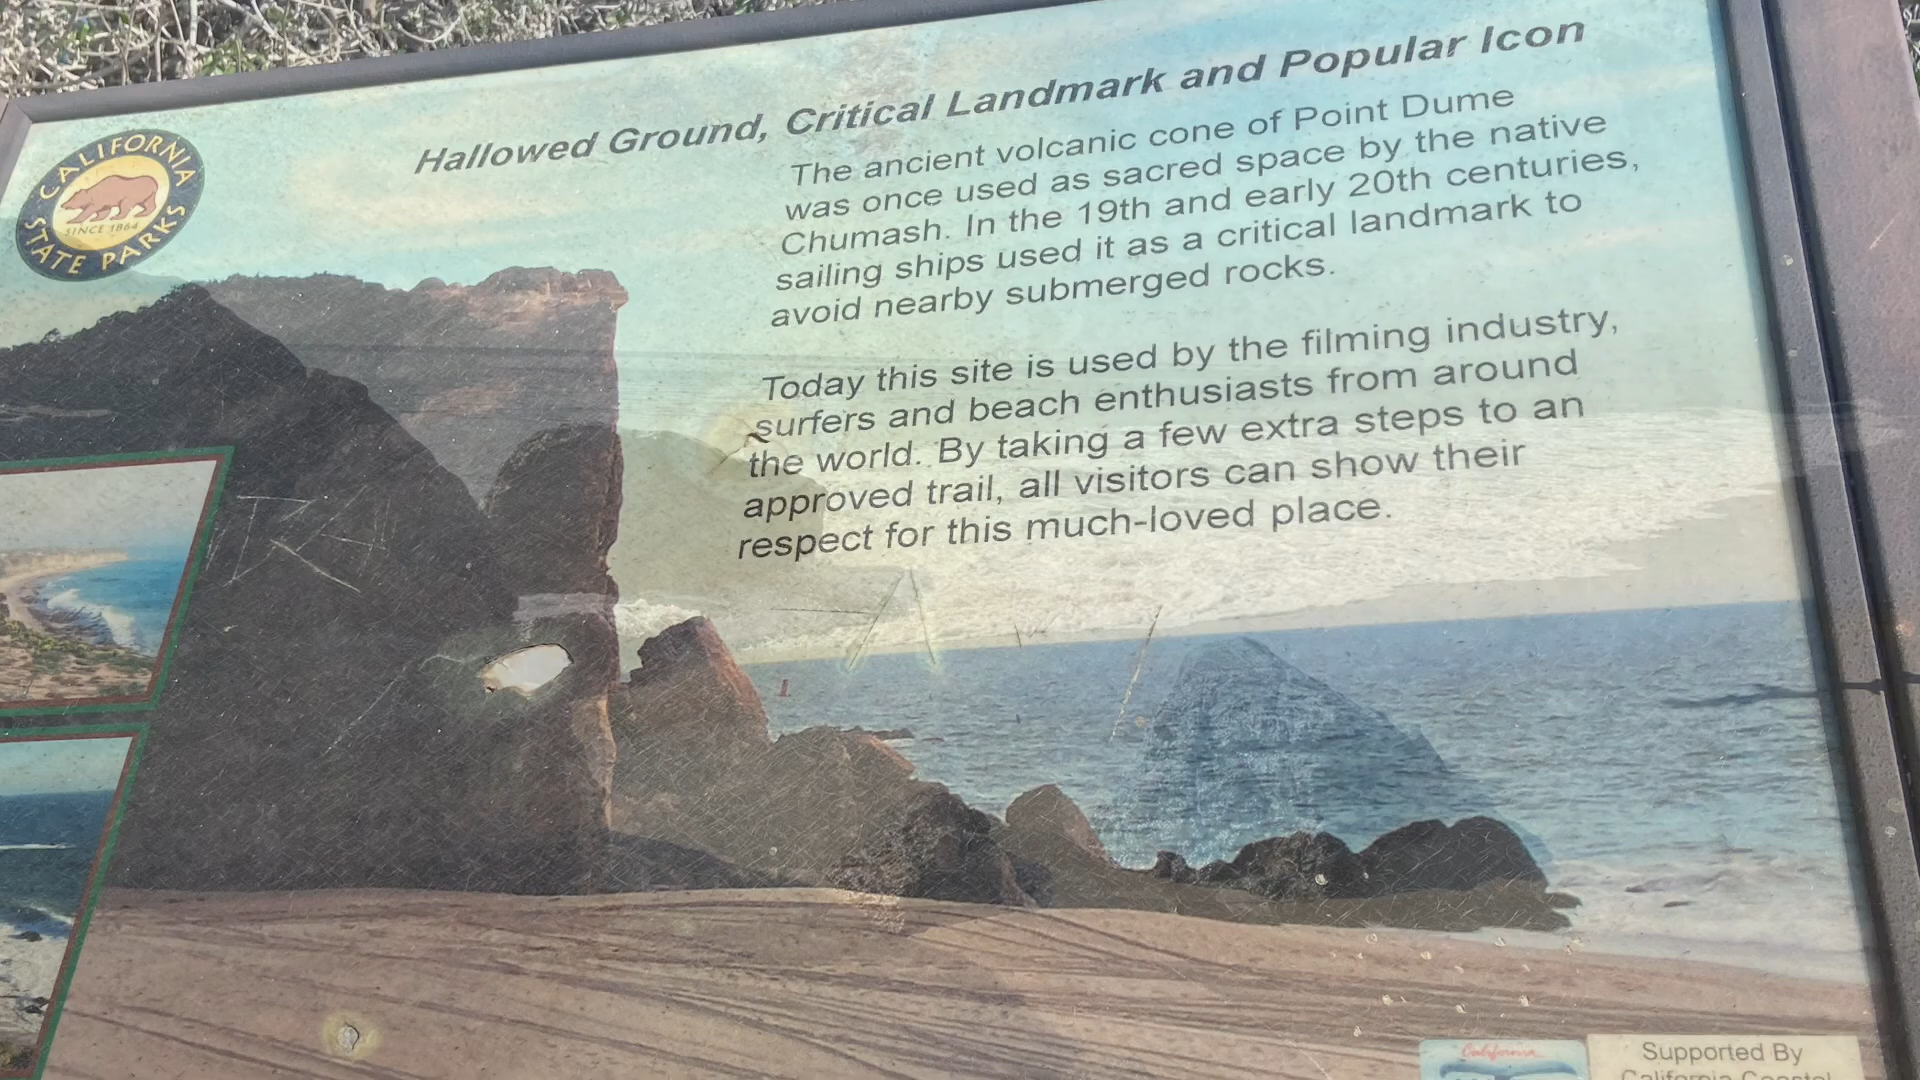 Hallowed Ground, Critical Landmark and Popular Icon
CALIFORNIA
SINCE 1864
STATE PARKS
The ancient volcanic cone of Point Dume
was once used as sacred space by the native
Chumash. In the 19th and early 20th centuries,
sailing ships used it as a critical landmark to
avoid nearby submerged rocks.
Today this site is used by the filming industry,
surfers and beach enthusiasts from around
the world. By taking a few extra steps to an
approved trail, all visitors can show their
respect for this much-loved place.
California
Supported By
California Coastal